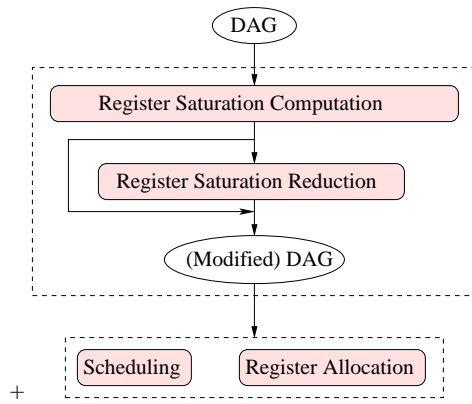 DAG
Register Saturation Computation
Register Saturation Reduction
(Modified) DAG
Scheduling
Register Allocation
+